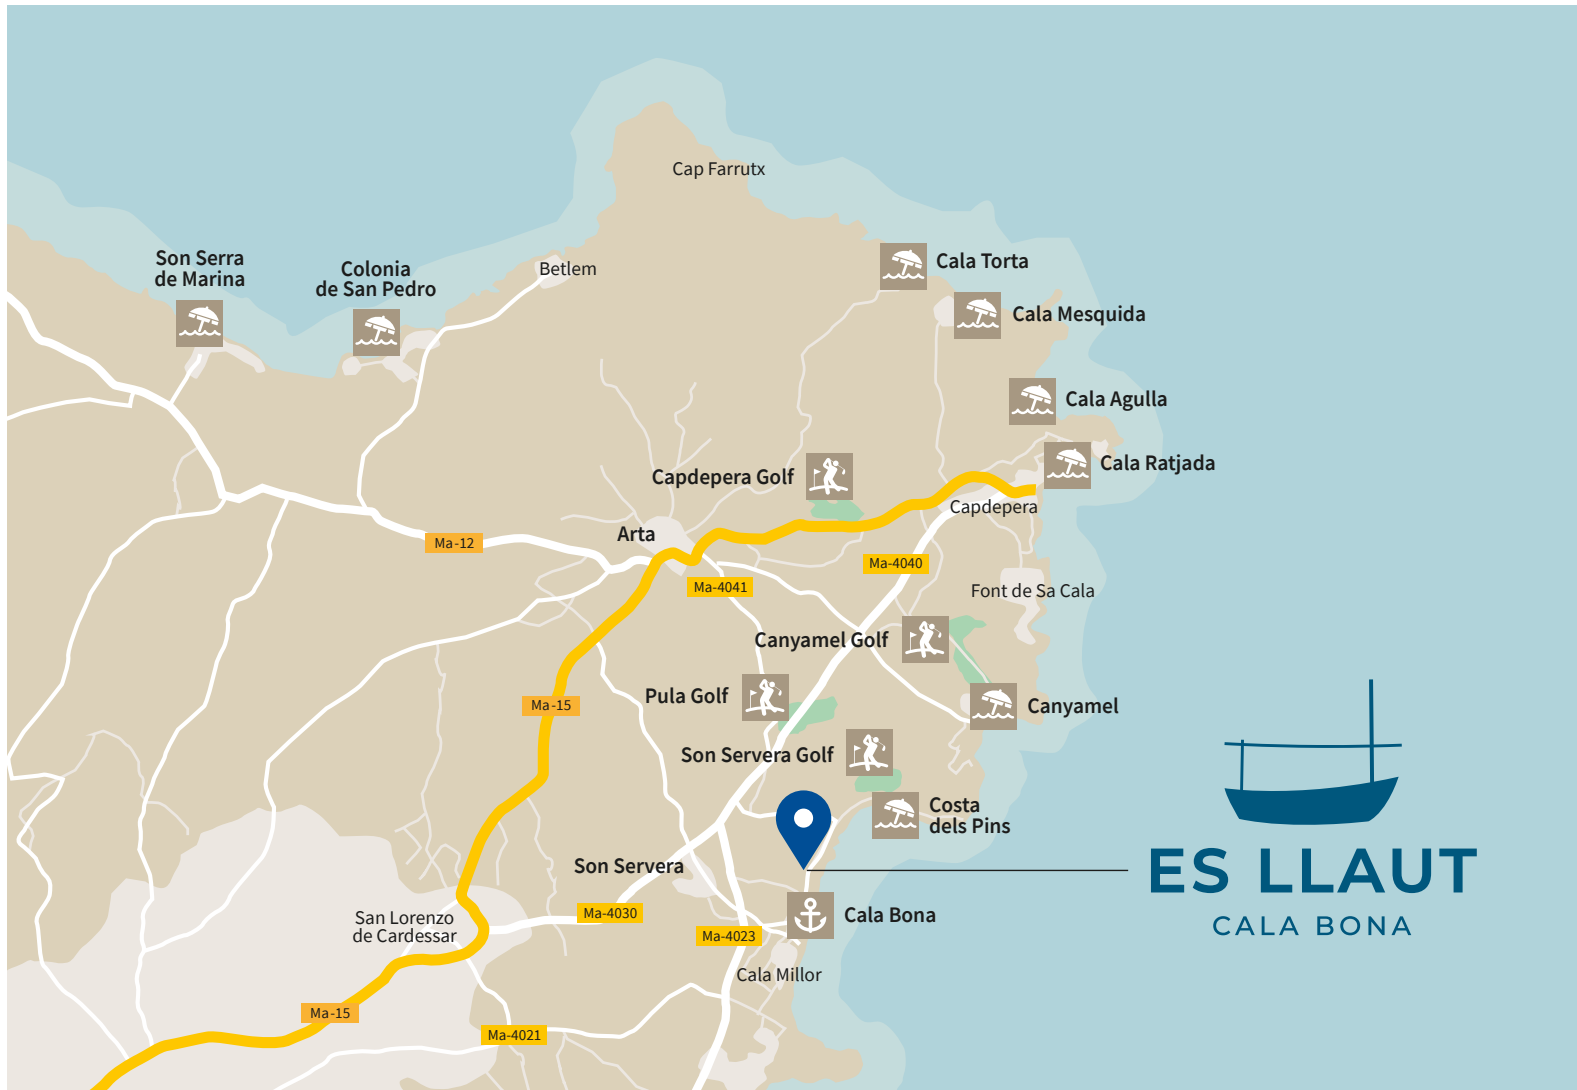 Cap Farrutx
Son Serra
de Marina
Colonia
de San Pedro
Betlem
Cala Torta
Cala Mesquida
Cala Agulla
Cala Ratjada
Capdepera Golf
Capdepera
Arta
Ma-12
Ma-4041
Ma-4040
Font de Sa Cala
Canyamel Golf
Pula Golf
Ma-15
Canyamel
Son Servera Golf
Costa
dels Pins
Son Servera
ES LLAUT
CALA BONA
San Lorenzo
de Cardessar
Ma-4030
Cala Bona
Ma-4023
Cala Millor
Ma-15
Ma-4021